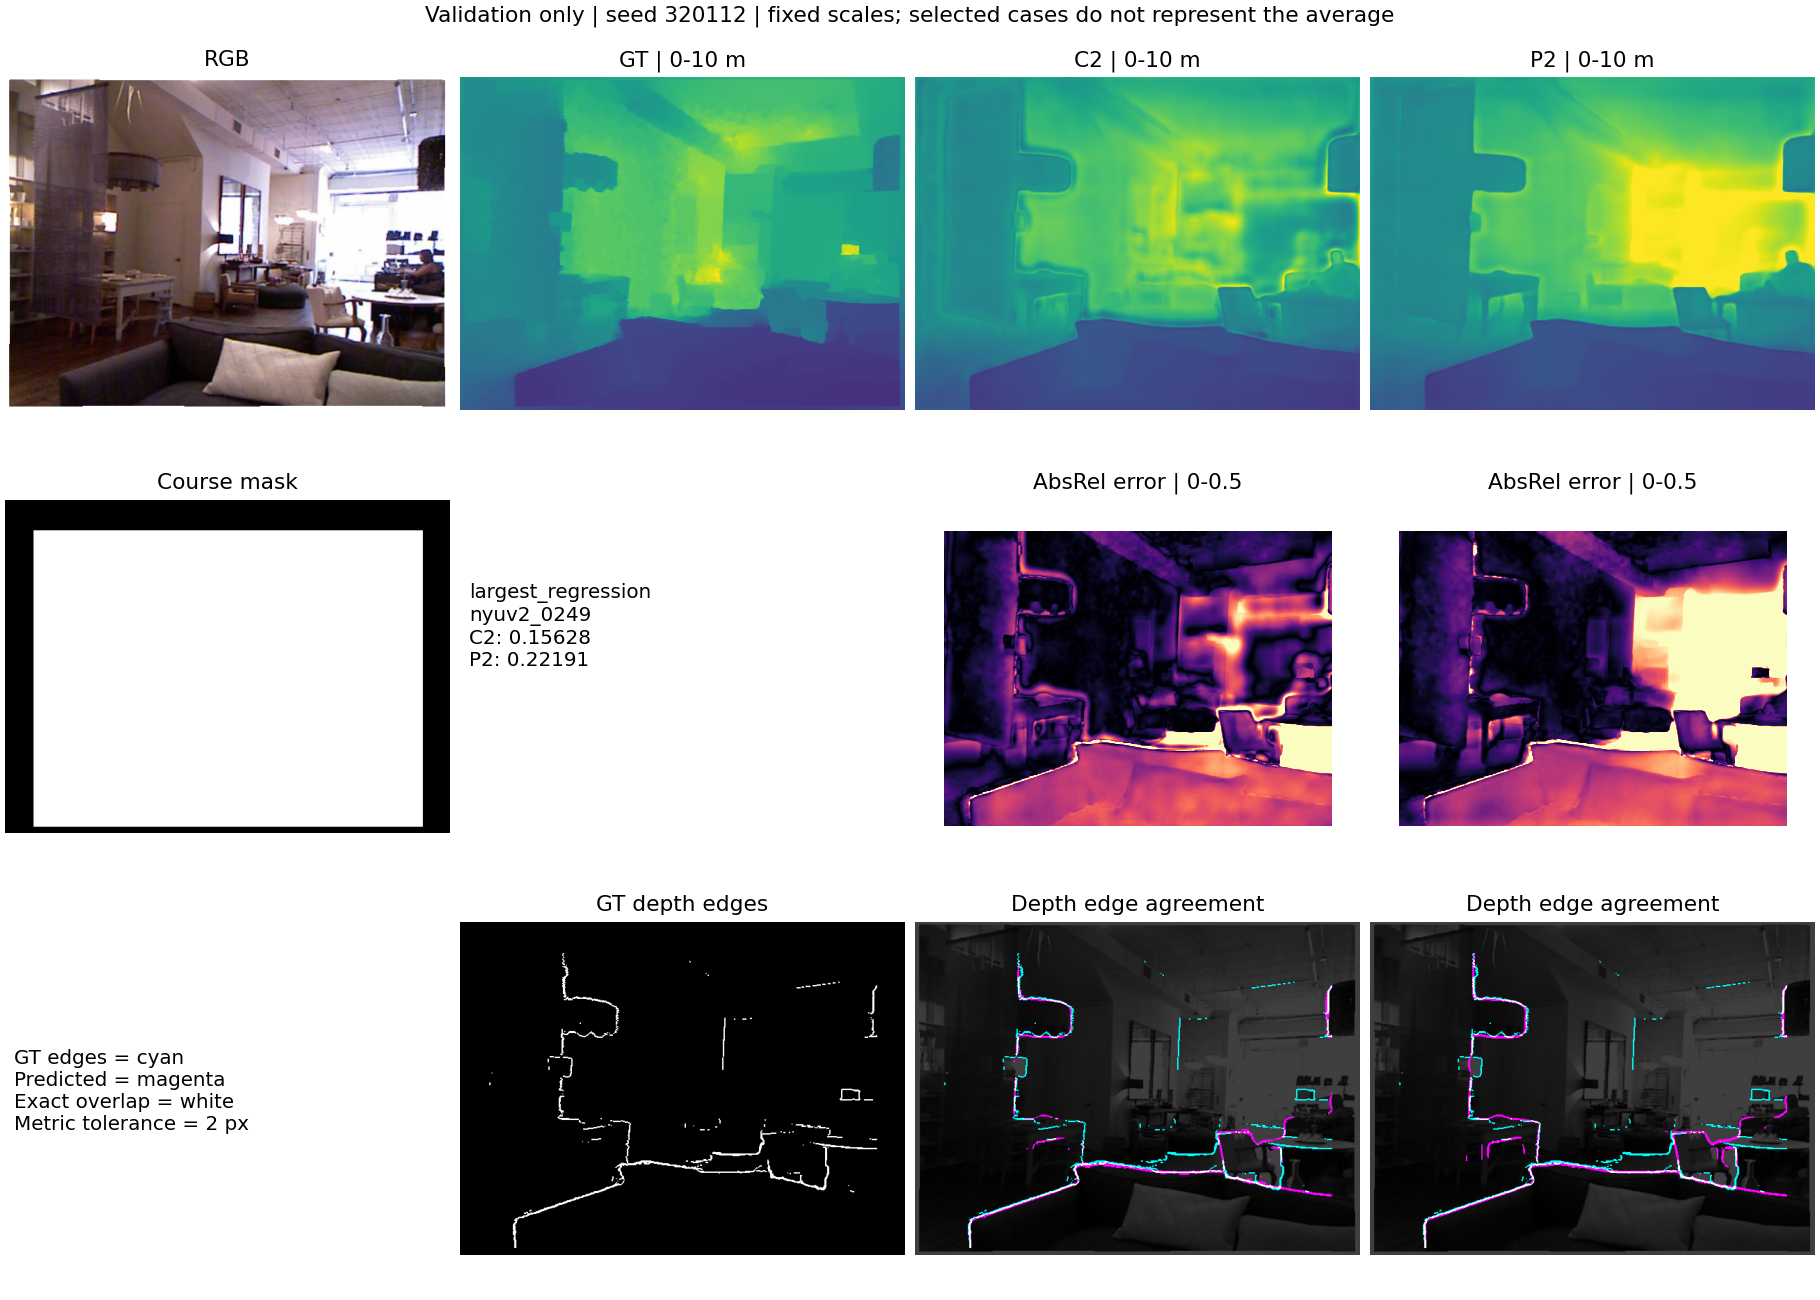 Validation only | seed 320112 | fixed scales; selected cases do not represent the average
RGB
GT | 0-10 m
C2 | 0-10 m
P2 | 0-10 m
Course mask
AbsRel error | 0-0.5
AbsRel error | 0-0.5
largest_regression
nyuv2_0249
C2: 0.15628
P2: 0.22191
GT depth edges
Depth edge agreement
Depth edge agreement
GT edges = cyan
Predicted = magenta
Exact overlap = white
Metric tolerance = 2 px